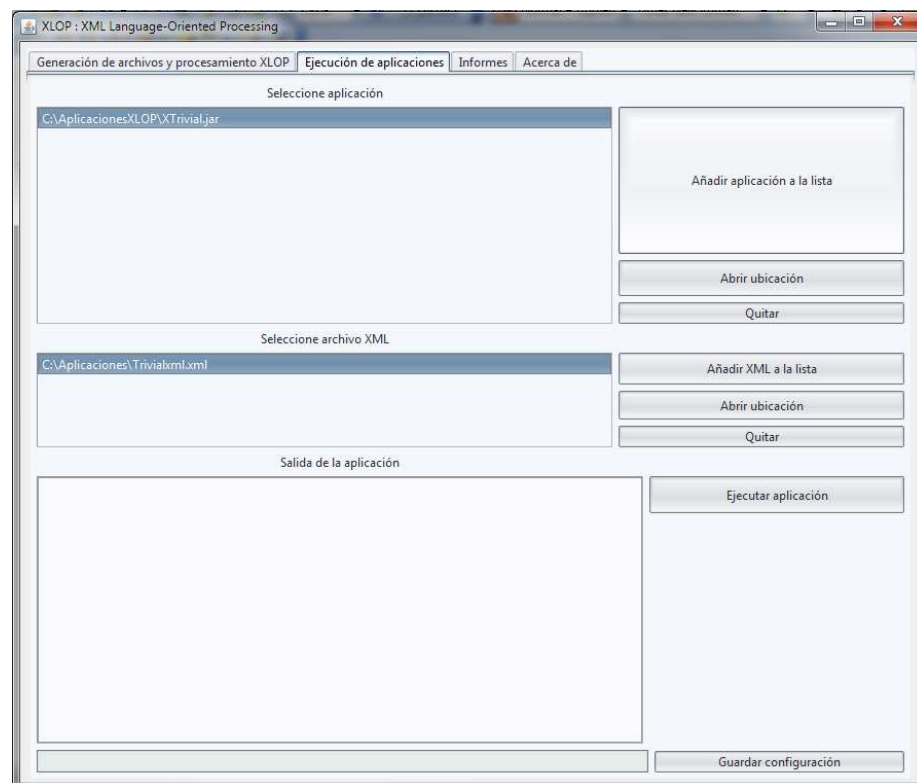 XLOP : XML Language-Oriented Processing
Generación de archivos y procesamiento XLOP
Ejecución de aplicaciones
Informes
Acerca de
Seleccione aplicación
C:\AplicacionesXLOP\XTrivial.jar
Añadir aplicación a la lista
Abrir ubicación
Quitar
Seleccione archivo XML
C:\Aplicaciones\Trivialxml.xml
Añadir XML a la lista
Abrir ubicación
Quitar
Salida de la aplicación
Ejecutar aplicación
Guardar configuración